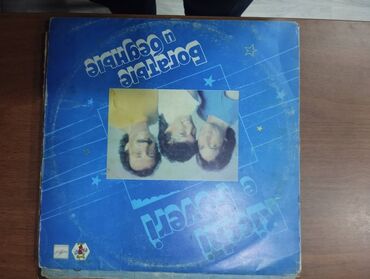 Ricchi
e Poveri
Богатые
и бедные